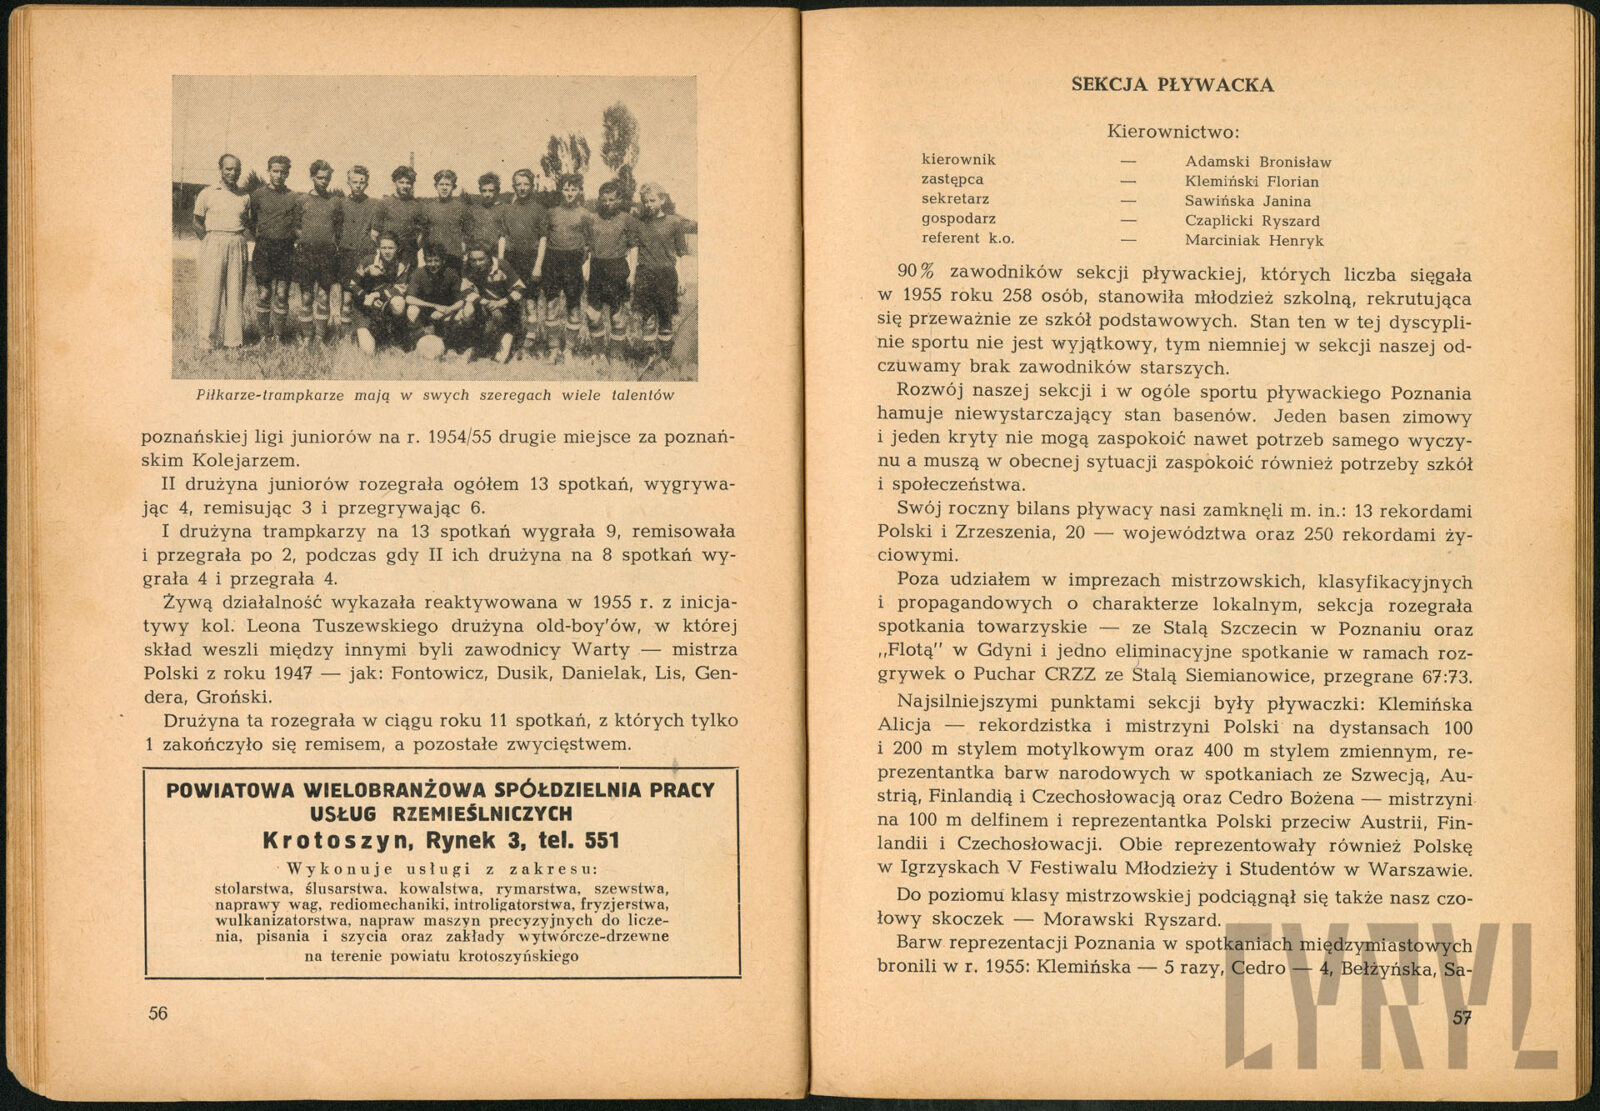 Piłkarze-trampkarze mają w swych szeregach wiele talentów
poznańskiej ligi juniorów na r. 1954/55 drugie miejsce za poznań-
skim Kolejarzem.
II drużyna juniorów rozegrała ogółem 13 spotkań, wygrywa-
jąc 4, remisując 3 i przegrywając 6.
I drużyna trampkarzy na 13 spotkań wygrała 9, remisowała
i przegrała po 2, podczas gdy II ich drużyna na 8 spotkań wy-
grała 4 i przegrała 4.
Żywą działalność wykazała reaktywowana w 1955 r. z inicja-
tywy kol. Leona Tuszewskiego drużyna old-boy'ów, w której
skład weszli między innymi byli zawodnicy Warty — mistrza
Polski z roku 1947 — jak: Fontowicz, Dusik, Danielak, Lis, Gen-
dera, Groński.
Drużyna ta rozegrała w ciągu roku 11 spotkań, z których tylko
1 zakończyło się remisem, a pozostałe zwycięstwem.
POWIATOWA WIELOBRANŻOWA SPÓŁDZIELNIA PRACY
USŁUG RZEMIEŚLNICZYCH
Krotoszyn, Rynek 3, tel. 551
Wykonuje usługi z zakresu:
stolarstwa, ślusarstwa, kowalstwa, rymarstwa, szewstwa,
naprawy wag, rediomechaniki, introligatorstwa, fryzjerstwa,
wulkanizatorstwa, napraw maszyn precyzyjnych do licze-
nia, pisania i szycia oraz zakłady wytwórcze-drzewne
na terenie powiatu krotoszyńskiego
56
SEKCJA PŁYWACKA
Kierownictwo:
kierownik — Adamski Bronisław
zastępca — Klemiński Florian
sekretarz — Sawińska Janina
gospodarz — Czaplicki Ryszard
referent k.o. — Marciniak Henryk
90% zawodników sekcji pływackiej, których liczba sięgała
w 1955 roku 258 osób, stanowiła młodzież szkolną, rekrutująca
się przeważnie ze szkół podstawowych. Stan ten w tej dyscypli-
nie sportu nie jest wyjątkowy, tym niemniej w sekcji naszej od-
czuwamy brak zawodników starszych.
Rozwój naszej sekcji i w ogóle sportu pływackiego Poznania
hamuje niewystarczający stan basenów. Jeden basen zimowy
i jeden kryty nie mogą zaspokoić nawet potrzeb samego wyczy-
nu a muszą w obecnej sytuacji zaspokoić również potrzeby szkół
i społeczeństwa.
Swój roczny bilans pływacy nasi zamknęli m. in.: 13 rekordami
Polski i Zrzeszenia, 20 — województwa oraz 250 rekordami ży-
ciowymi.
Poza udziałem w imprezach mistrzowskich, klasyfikacyjnych
i propagandowych o charakterze lokalnym, sekcja rozegrała
spotkania towarzyskie — ze Stalą Szczecin w Poznaniu oraz
„Flotą" w Gdyni i jedno eliminacyjne spotkanie w ramach roz-
grywek o Puchar CRZZ ze Stalą Siemianowice, przegrane 67:73.
Najsilniejszymi punktami sekcji były pływaczki: Klemińska
Alicja — rekordzistka i mistrzyni Polski na dystansach 100
i 200 m stylem motylkowym oraz 400 m stylem zmiennym, re-
prezentantka barw narodowych w spotkaniach ze Szwecją, Au-
strią, Finlandią i Czechosłowacją oraz Cedro Bożena — mistrzyni
na 100 m delfinem i reprezentantka Polski przeciw Austrii, Fin-
landii i Czechosłowacji. Obie reprezentowały również Polskę
w Igrzyskach V Festiwalu Młodzieży i Studentów w Warszawie.
Do poziomu klasy mistrzowskiej podciągnął się także nasz czo-
łowy skoczek — Morawski Ryszard.
Barw reprezentacji Poznania w spotkaniach międzymiastowych
bronili w r. 1955: Klemińska — 5 razy, Cedro — 4, Bełżyńska, Sa-
57
CYRYL